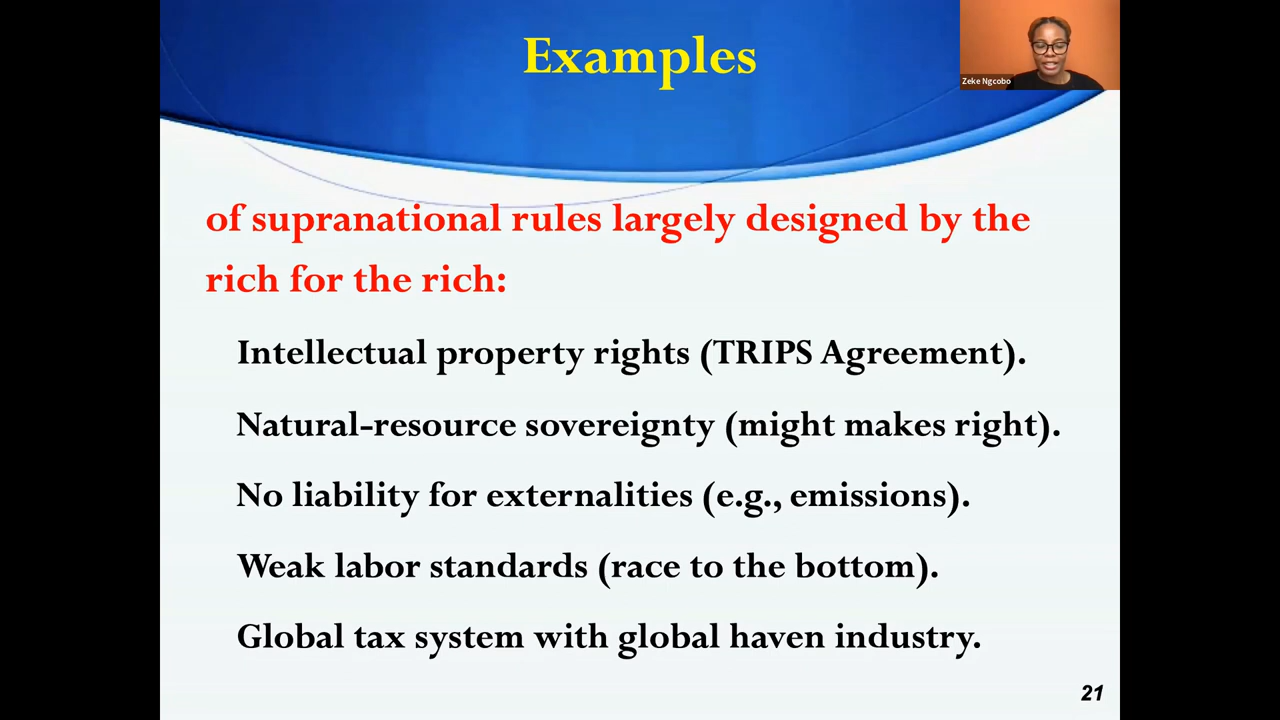 Examples
Zeke Ngcobo
of supranational rules largely designed by the
rich for the rich:
Intellectual property rights (TRIPS Agreement).
Natural-resource sovereignty (might makes right).
No liability for externalities (e.g., emissions).
Weak labor standards (race to the bottom).
Global tax system with global haven industry.
21